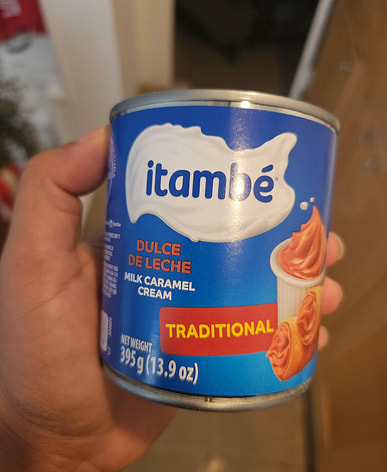 itambé
DULCE
DE LECHE
MILK CARAMEL
CREAM
TRADITIONAL
NET WEIGHT
395 g (13.9 oz)